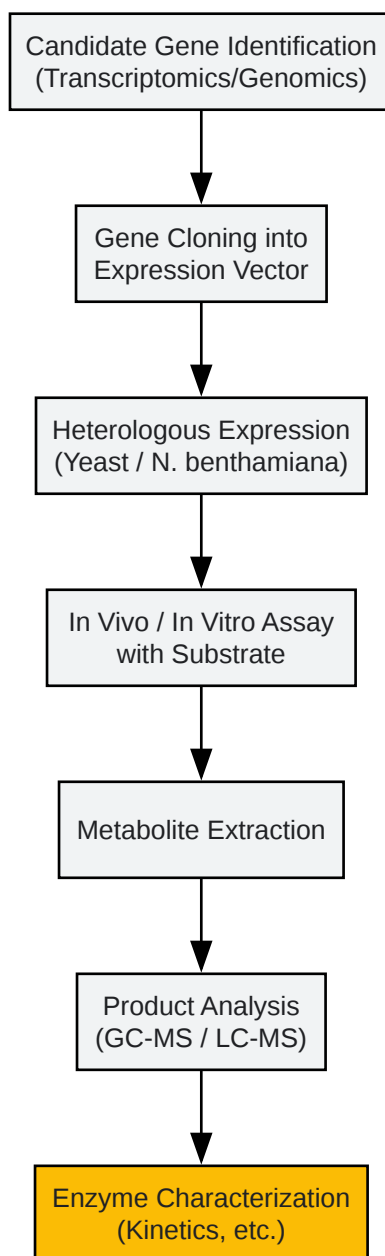 Candidate Gene Identification
(Transcriptomics/Genomics)
Gene Cloning into
Expression Vector
Heterologous Expression
(Yeast / N. benthamiana)
In Vivo / In Vitro Assay
with Substrate
Metabolite Extraction
Product Analysis
(GC-MS / LC-MS)
Enzyme Characterization
(Kinetics, etc.)